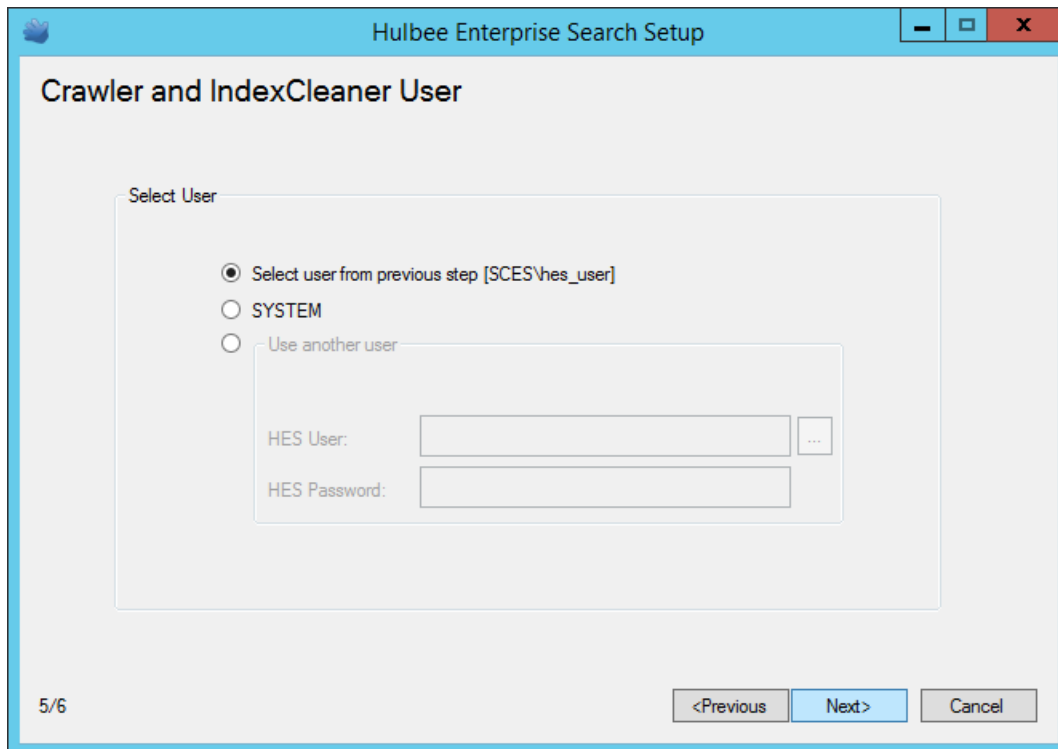 Hulbee Enterprise Search Setup
Crawler and IndexCleaner User
Select User
Select user from previous step [SCES\hes_user]
SYSTEM
Use another user
HES User:
...
HES Password:
5/6
<Previous
Next>
Cancel